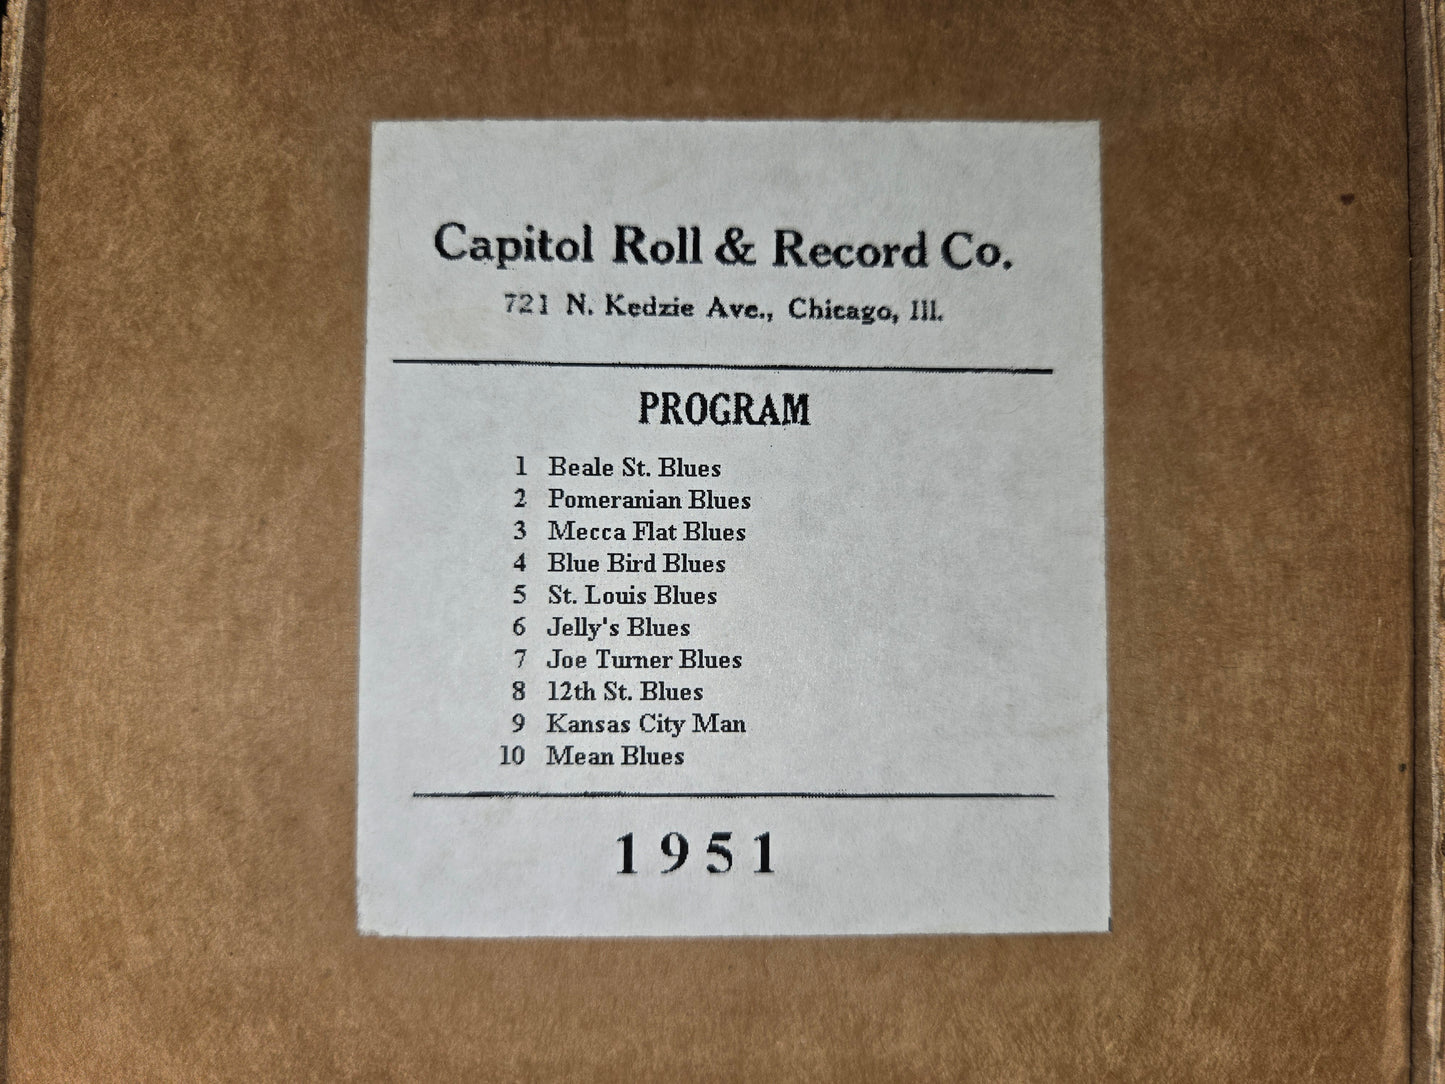 Capitol Roll & Record Co.
721 N. Kedzie Ave., Chicago, Ill.
PROGRAM
1 Beale St. Blues
2 Pomeranian Blues
3 Mecca Flat Blues
4 Blue Bird Blues
5 St. Louis Blues
6 Jelly's Blues
7 Joe Turner Blues
8 12th St. Blues
9 Kansas City Man
10 Mean Blues
1951